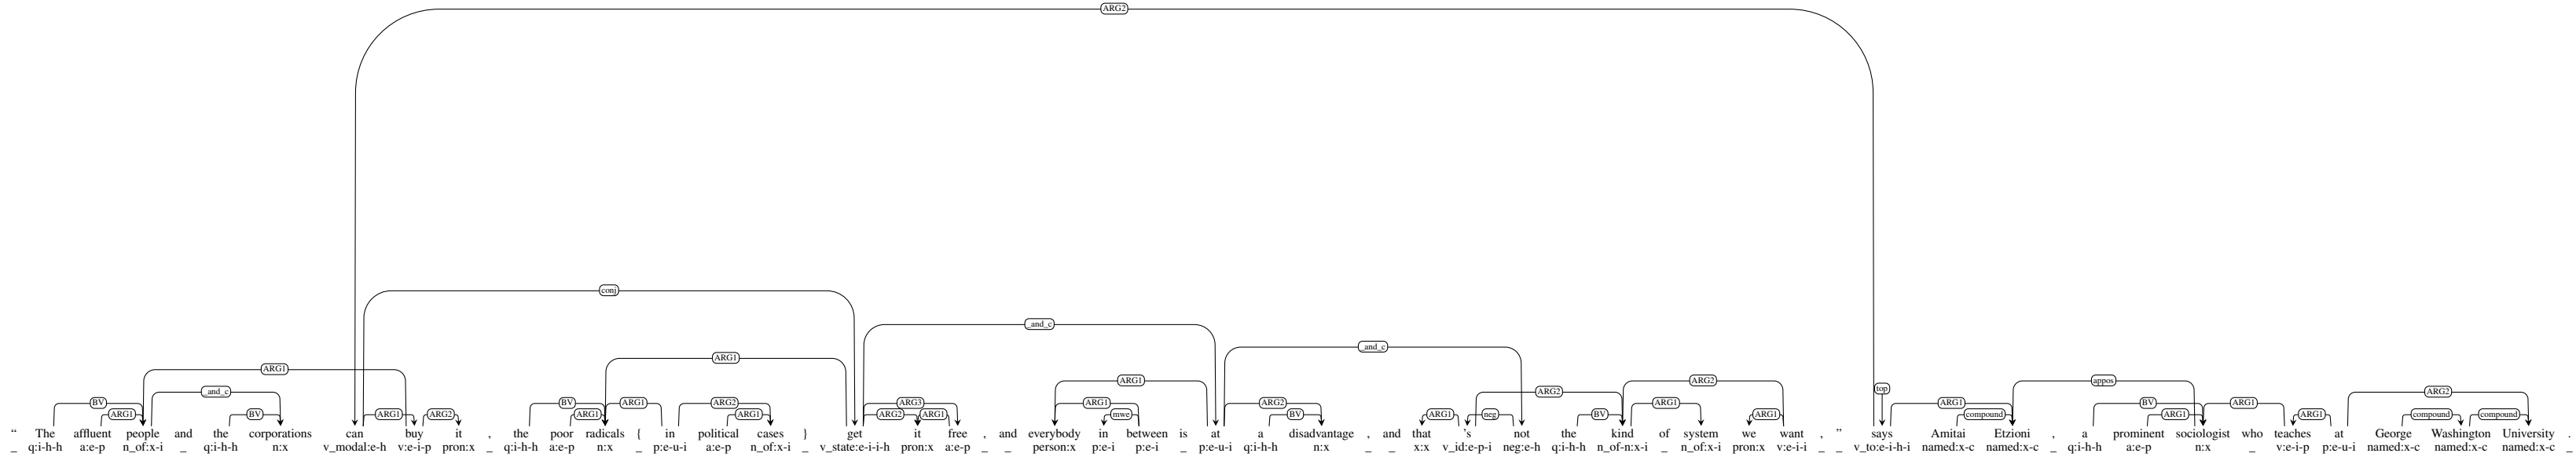 ARG2
conj
_and_c
_and_c
ARG1
ARG1
ARG1 ARG2 appos
top
_and_c ARG2 ARG2
BV BV ARG1 ARG2 ARG3 ARG1 ARG2 ARG1 ARG1 BV ARG1
ARG1 BV ARG1 ARG2 ARG1 ARG1 ARG2 ARG1 mwe BV ARG1 neg BV ARG1 compound ARG1 ARG1 compound compound
“ The affluent people and the corporations can buy it , the poor radicals { in political cases } get it free , and everybody in between is at a disadvantage , and that 's not the kind of system we want , ” says Amitai Etzioni , a prominent sociologist who teaches at George Washington University .
_ q:i-h-h a:e-p n_of:x-i _ q:i-h-h n:x v_modal:e-h v:e-i-p pron:x _ q:i-h-h a:e-p n:x _ p:e-u-i a:e-p n_of:x-i _ v_state:e-i-i-h pron:x a:e-p _ _ person:x p:e-i p:e-i _ p:e-u-i q:i-h-h n:x _ _ x:x v_id:e-p-i neg:e-h q:i-h-h n_of-n:x-i _ n_of:x-i pron:x v:e-i-i _ _ v_to:e-i-h-i named:x-c named:x-c _ q:i-h-h a:e-p n:x _ v:e-i-p p:e-u-i named:x-c named:x-c named:x-c _